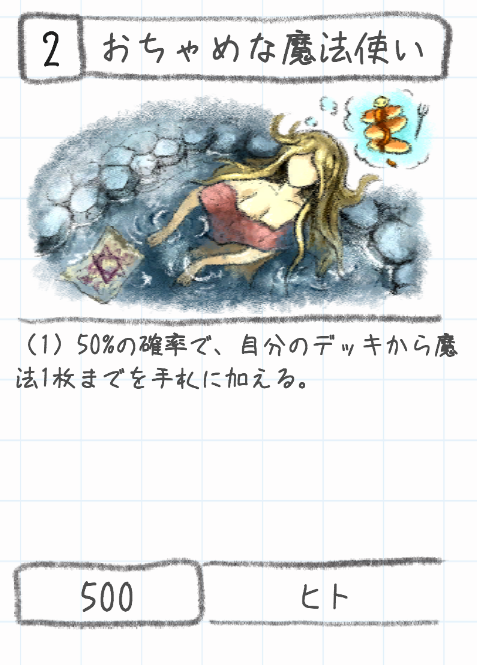 2 おちゃめな魔法使い
（1）50%の確率で、自分のデッキから魔
法1枚までを手札に加える。
500 ヒト